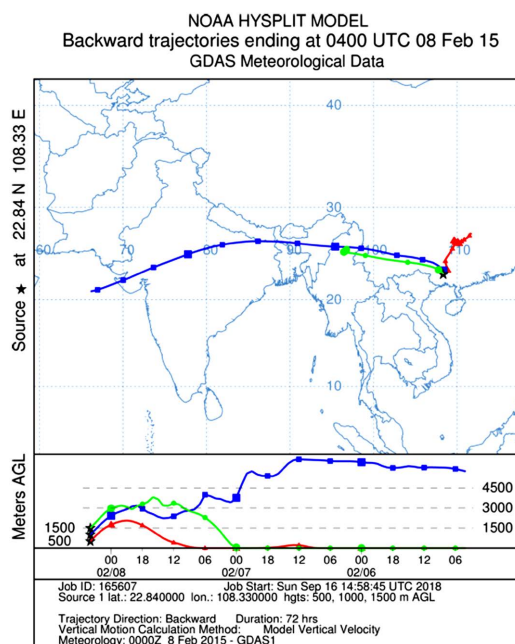 NOAA HYSPLIT MODEL
Backward trajectories ending at 0400 UTC 08 Feb 15
GDAS Meteorological Data
Source ★ at 22.84 N 108.33 E
40
30
60 70 80 90 100 110
20
10
Meters AGL
4500
3000
1500 1500
500
00 18 12 06 00 18 12 06 00 18 12 06
02/08 02/07 02/06
Job ID: 165607 Job Start: Sun Sep 16 14:58:45 UTC 2018
Source 1 lat.: 22.840000 lon.: 108.330000 hgts: 500, 1000, 1500 m AGL
Trajectory Direction: Backward Duration: 72 hrs
Vertical Motion Calculation Method: Model Vertical Velocity
Meteorology: 0000Z 8 Feb 2015 - GDAS1